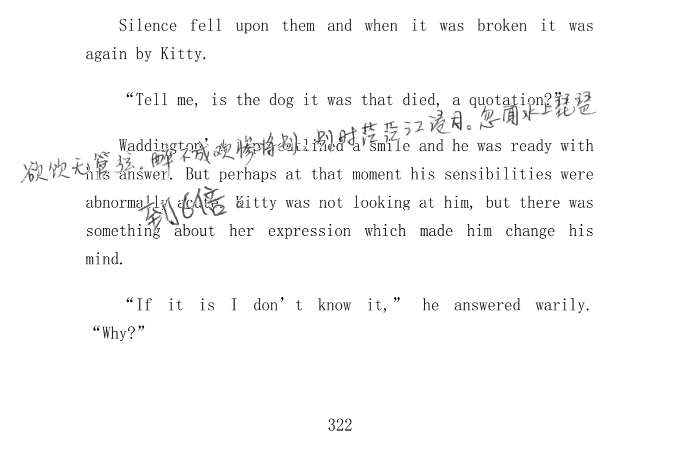 Silence fell upon them and when it was broken it was
again by Kitty.
“Tell me, is the dog it was that died, a quotation?”
欲饮无管弦。醉不成欢惨将别,别时茫茫江浸月。忽闻水上琵琶
Waddington’s lips outlined a smile and he was ready with
his answer. But perhaps at that moment his sensibilities were
abnormally acute. Kitty was not looking at him, but there was
到6倍
something about her expression which made him change his
mind.
“If it is I don’t know it,” he answered warily.
“Why?”
322